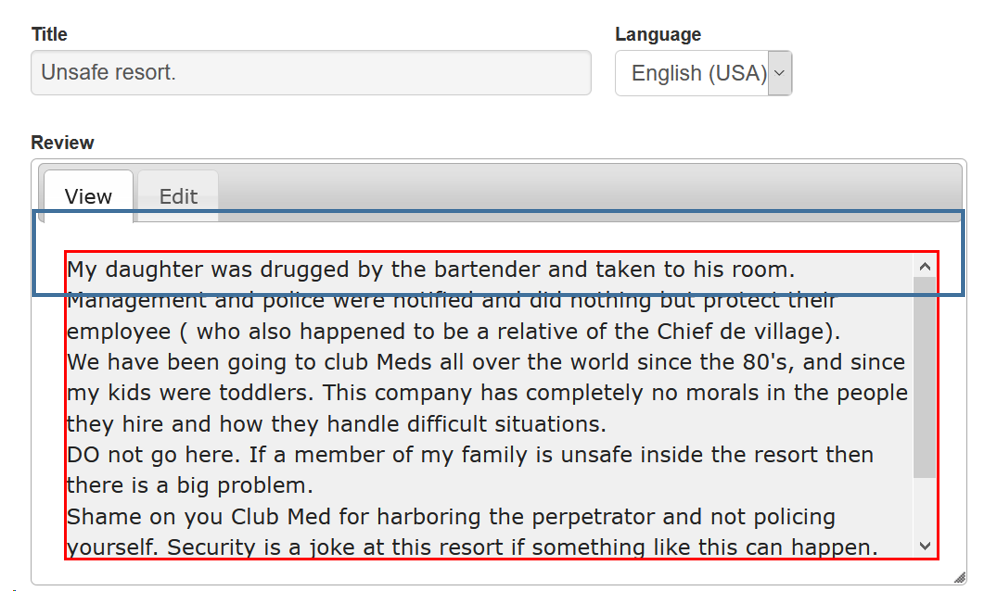 Title
Language
Unsafe resort.
English (USA)
Review
View
Edit
My daughter was drugged by the bartender and taken to his room.
Management and police were notified and did nothing but protect their
employee ( who also happened to be a relative of the Chief de village).
We have been going to club Meds all over the world since the 80's, and since
my kids were toddlers. This company has completely no morals in the people
they hire and how they handle difficult situations.
DO not go here. If a member of my family is unsafe inside the resort then
there is a big problem.
Shame on you Club Med for harboring the perpetrator and not policing
yourself. Security is a joke at this resort if something like this can happen.